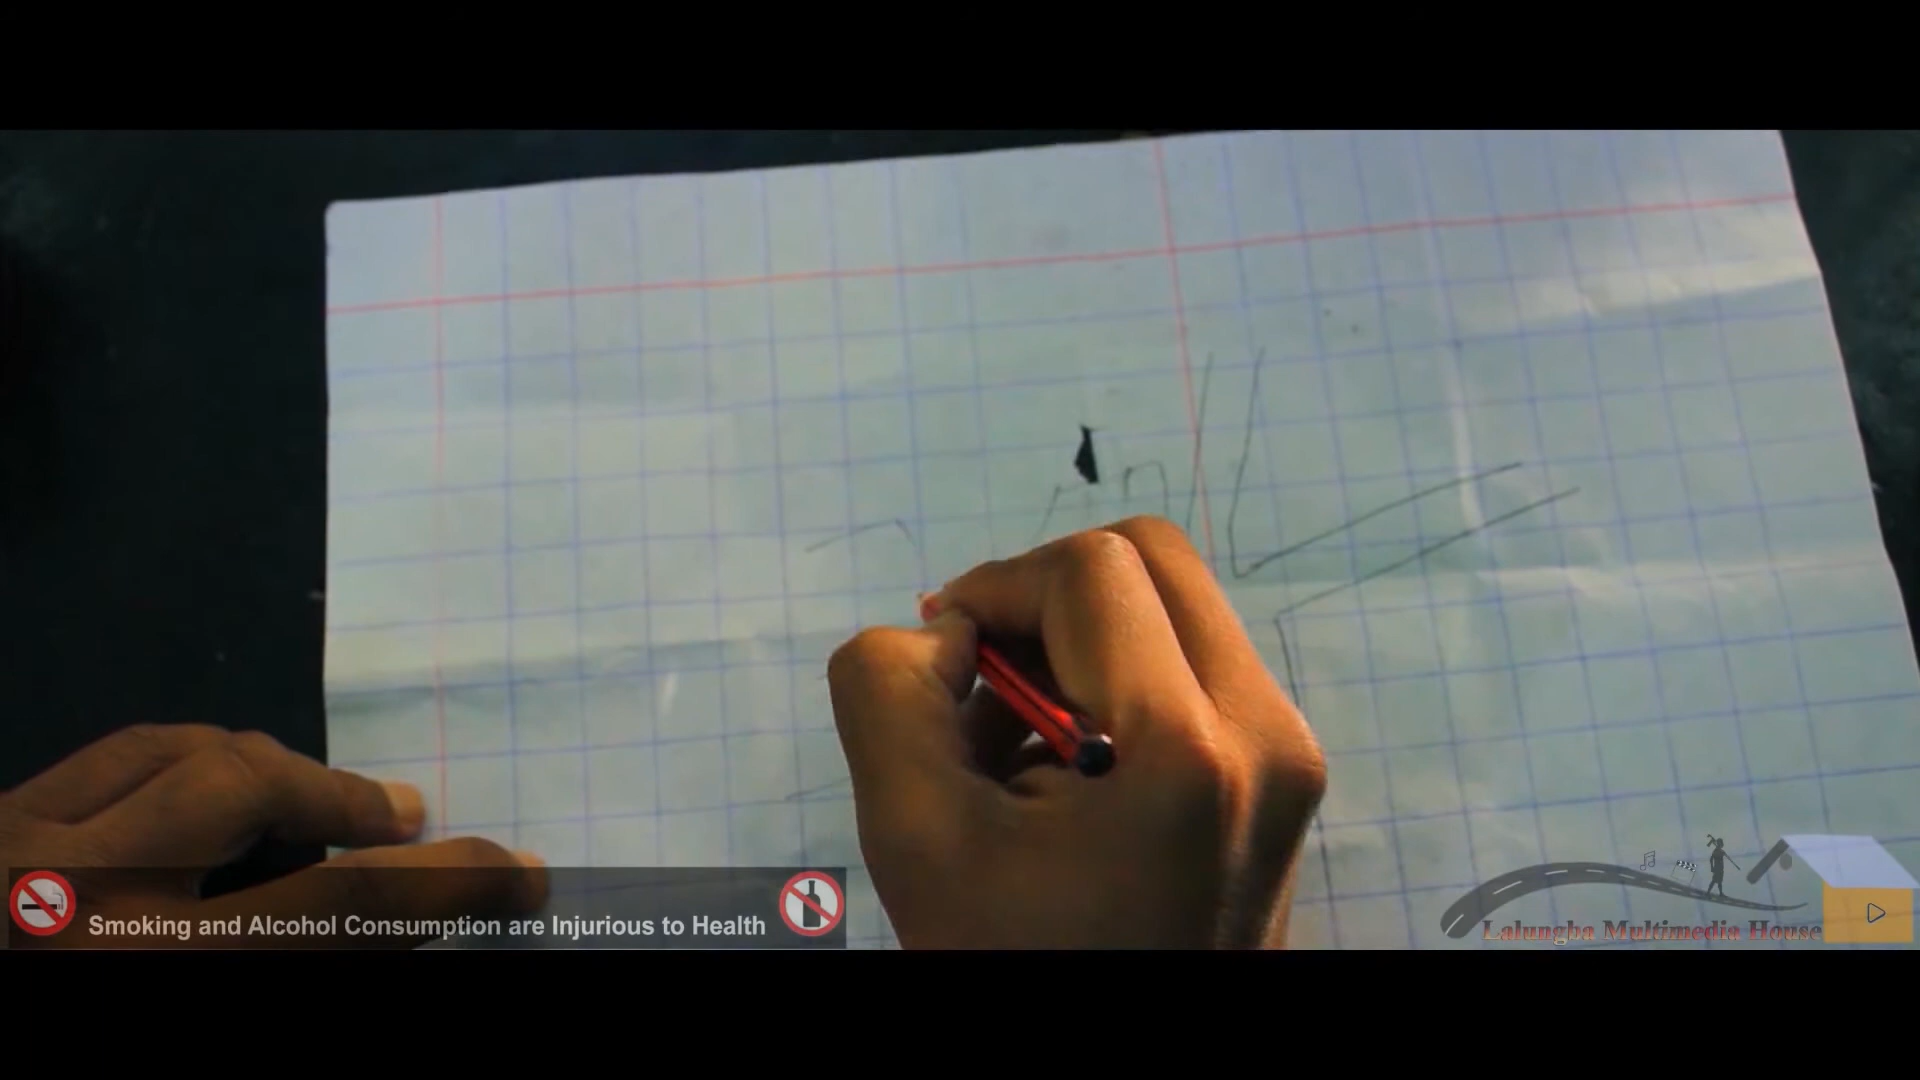 Smoking and Alcohol Consumption are Injurious to Health
Lalungba Multimedia House